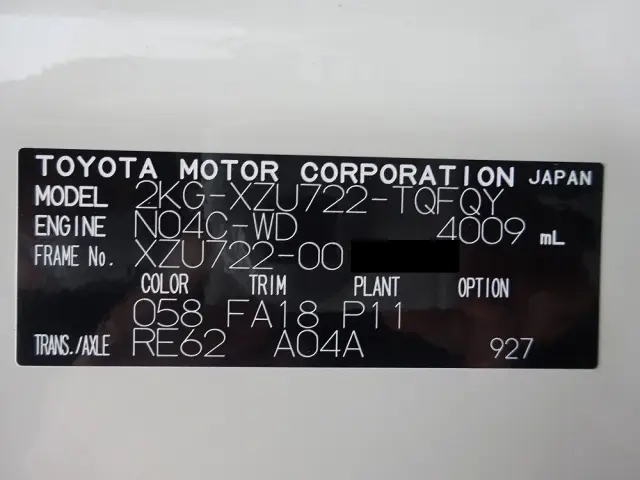 TOYOTA MOTOR CORPORATION JAPAN
MODEL 2KG-XZU722-TQFQY
ENGINE N04C-WD 4009 mL
FRAME No. XZU722-00
COLOR TRIM PLANT OPTION
058 FA18 P11
TRANS./AXLE RE62 A04A 927